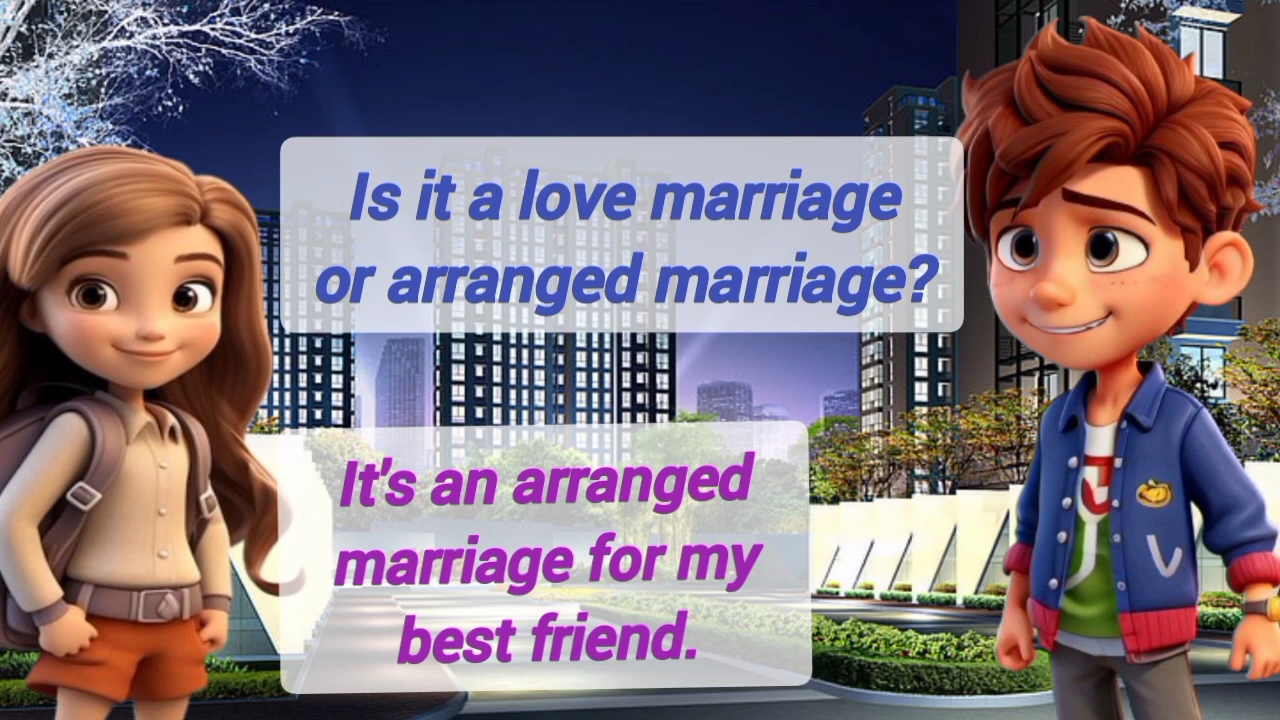 Is it a love marriage
or arranged marriage?
It's an arranged
marriage for my
best friend.